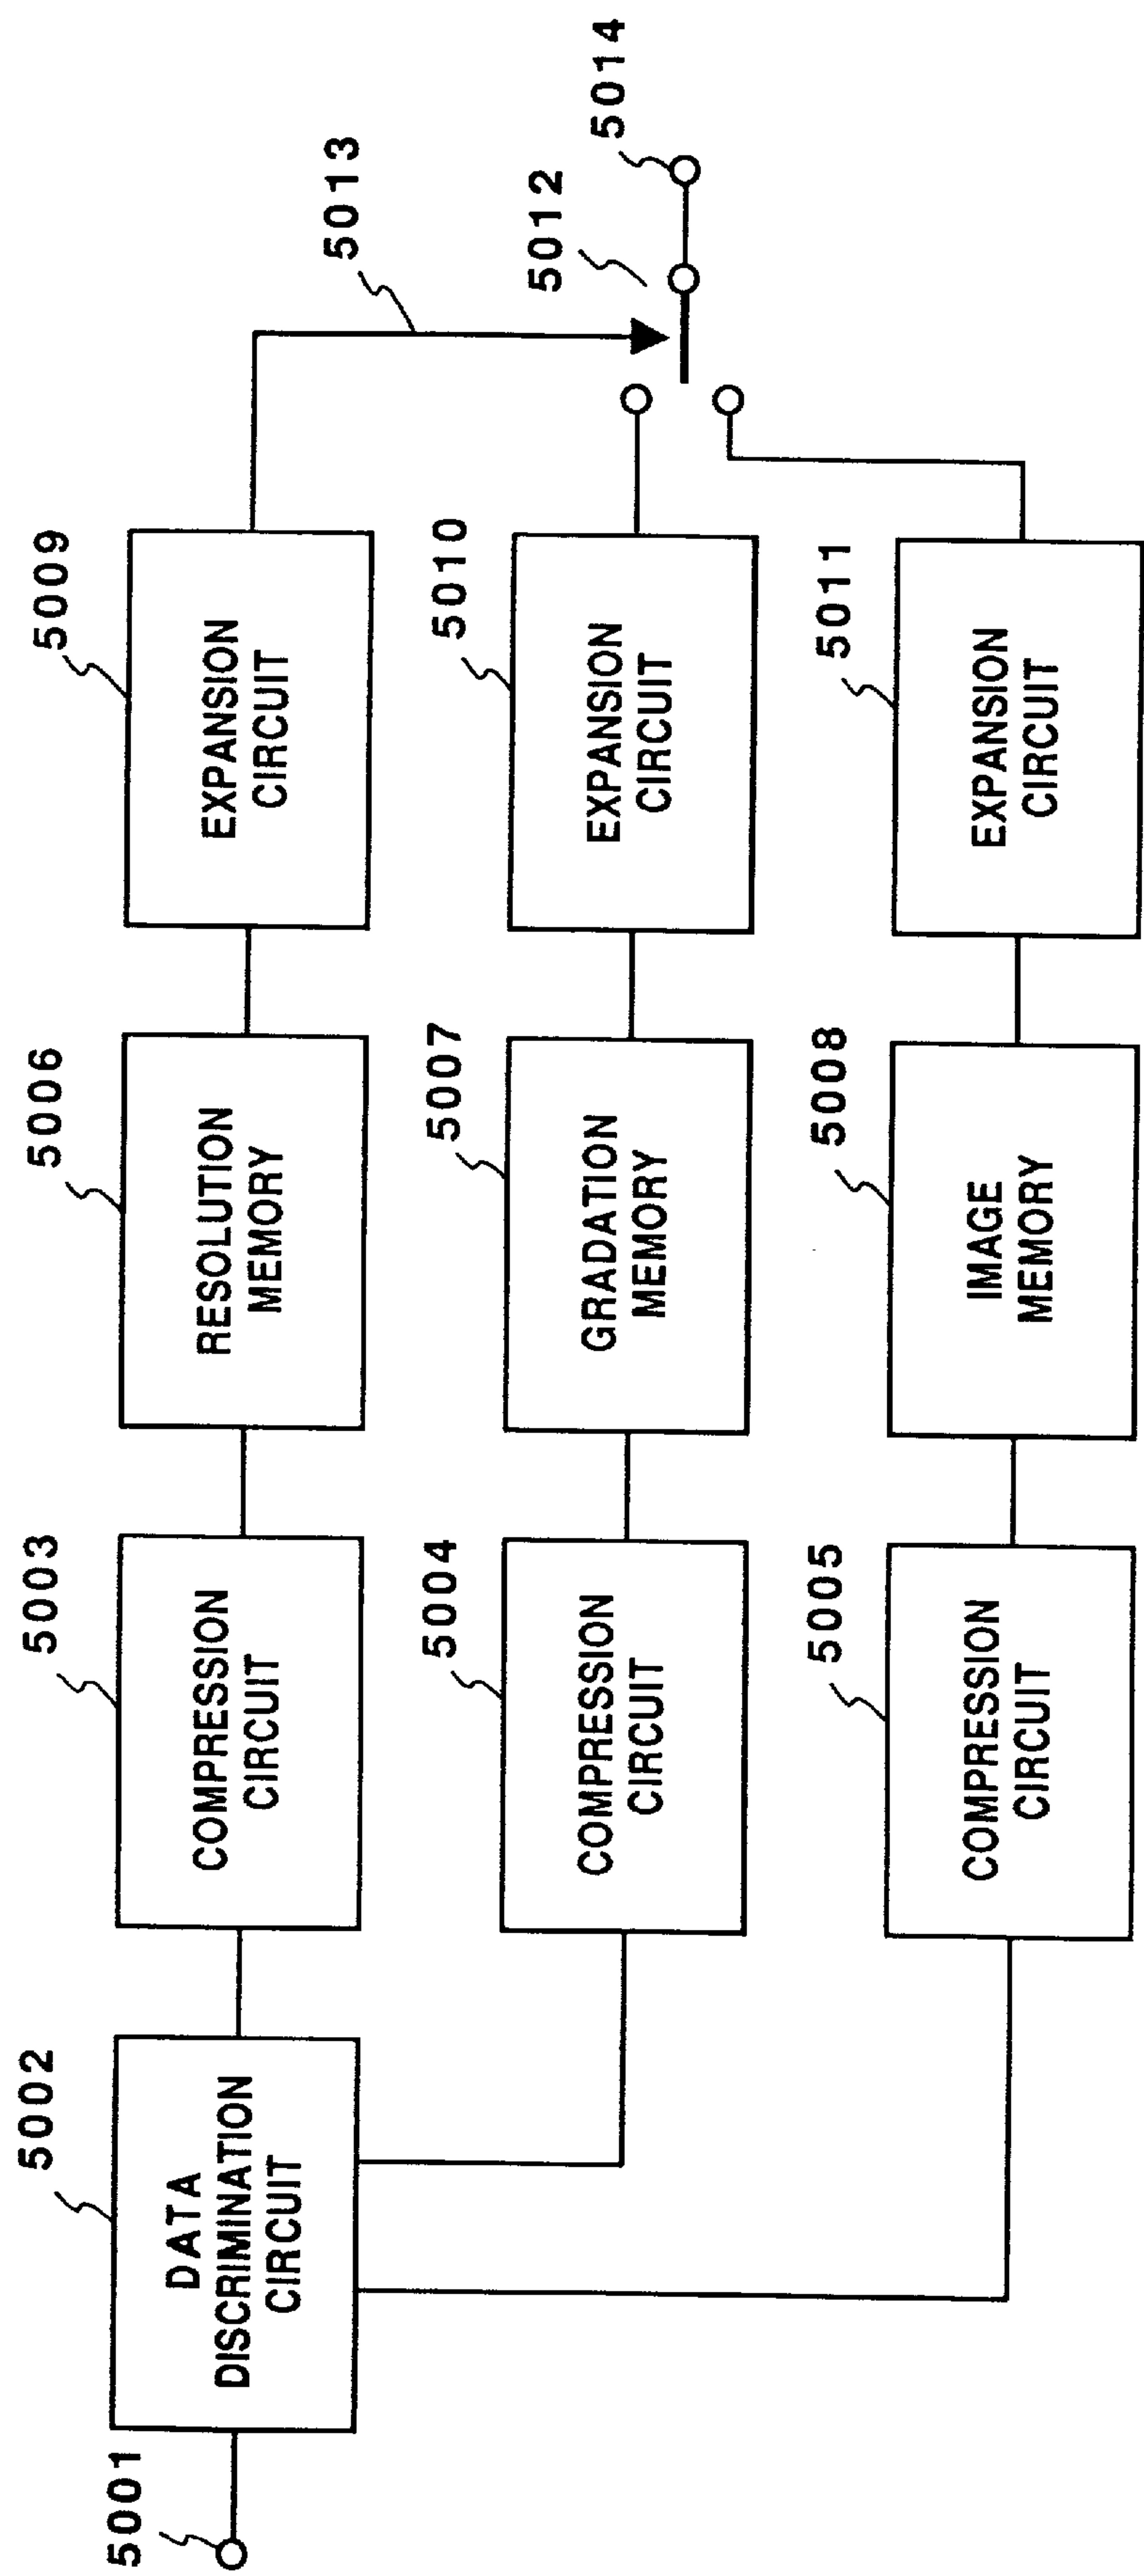 5001
5002
DATA
DISCRIMINATION
CIRCUIT
5003
COMPRESSION
CIRCUIT
5006
RESOLUTION
MEMORY
5009
EXPANSION
CIRCUIT
5013
5004
COMPRESSION
CIRCUIT
5007
GRADATION
MEMORY
5010
EXPANSION
CIRCUIT
5012
5014
5005
COMPRESSION
CIRCUIT
5008
IMAGE
MEMORY
5011
EXPANSION
CIRCUIT